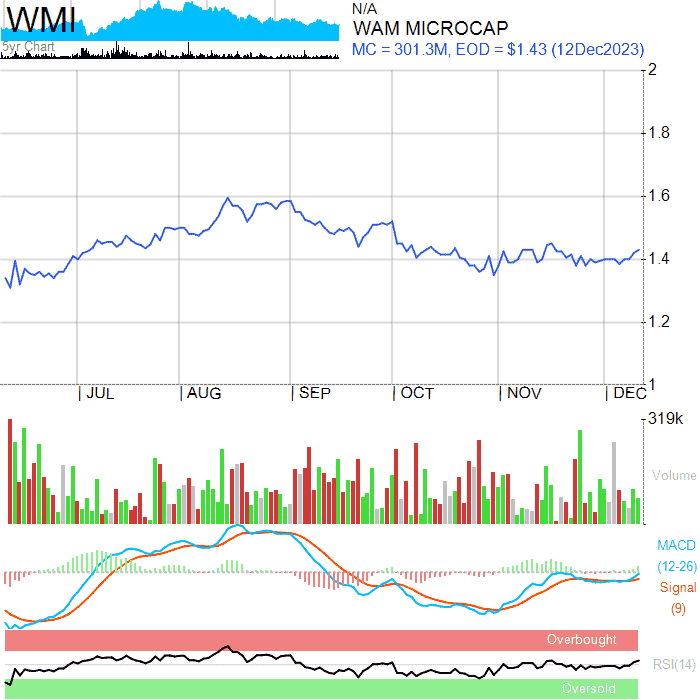 WMI
5yr Chart
N/A
WAM MICROCAP
MC = 301.3M, EOD = $1.43 (12Dec2023)
2
1.8
1.6
1.4
1.2
1
JUL
AUG
SEP
OCT
NOV
DEC
319k
Volume
MACD
(12-26)
Signal
(9)
Overbought
RSI(14)
Oversold